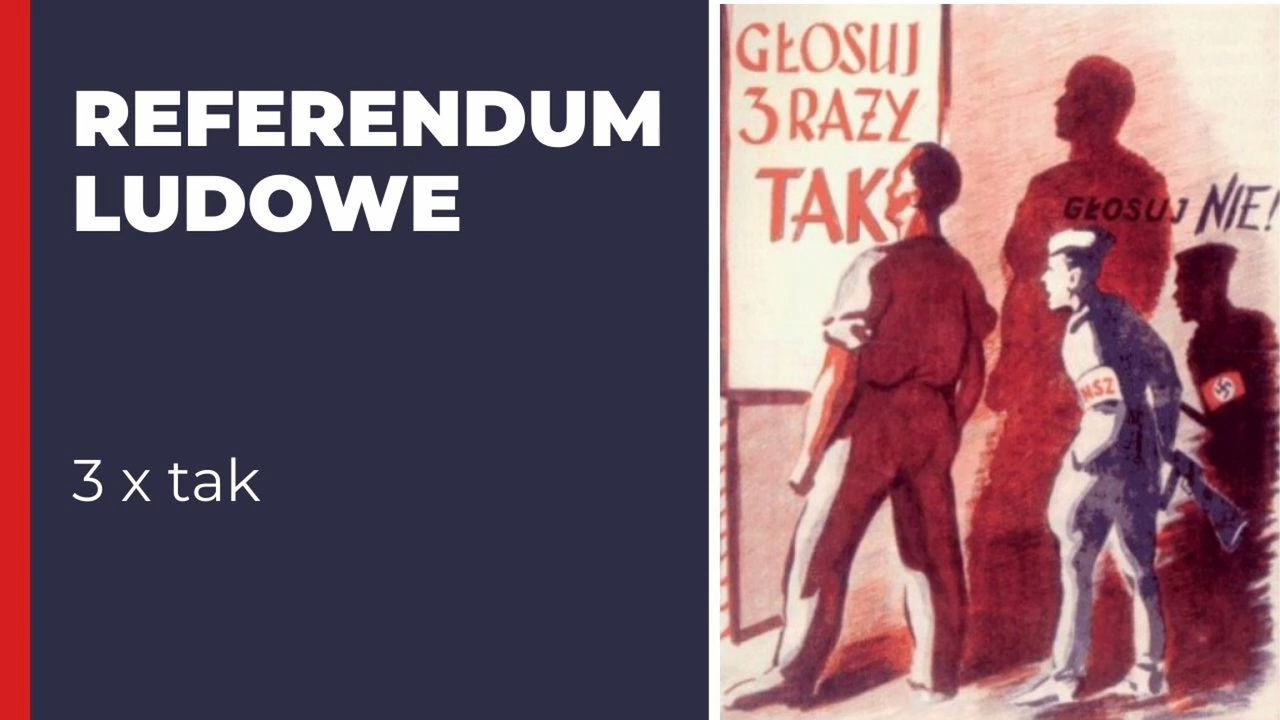 REFERENDUM
LUDOWE
3 x tak
GŁOSUJ
3 RAZY
TAK
GŁOSUJ NIE!
NSZ